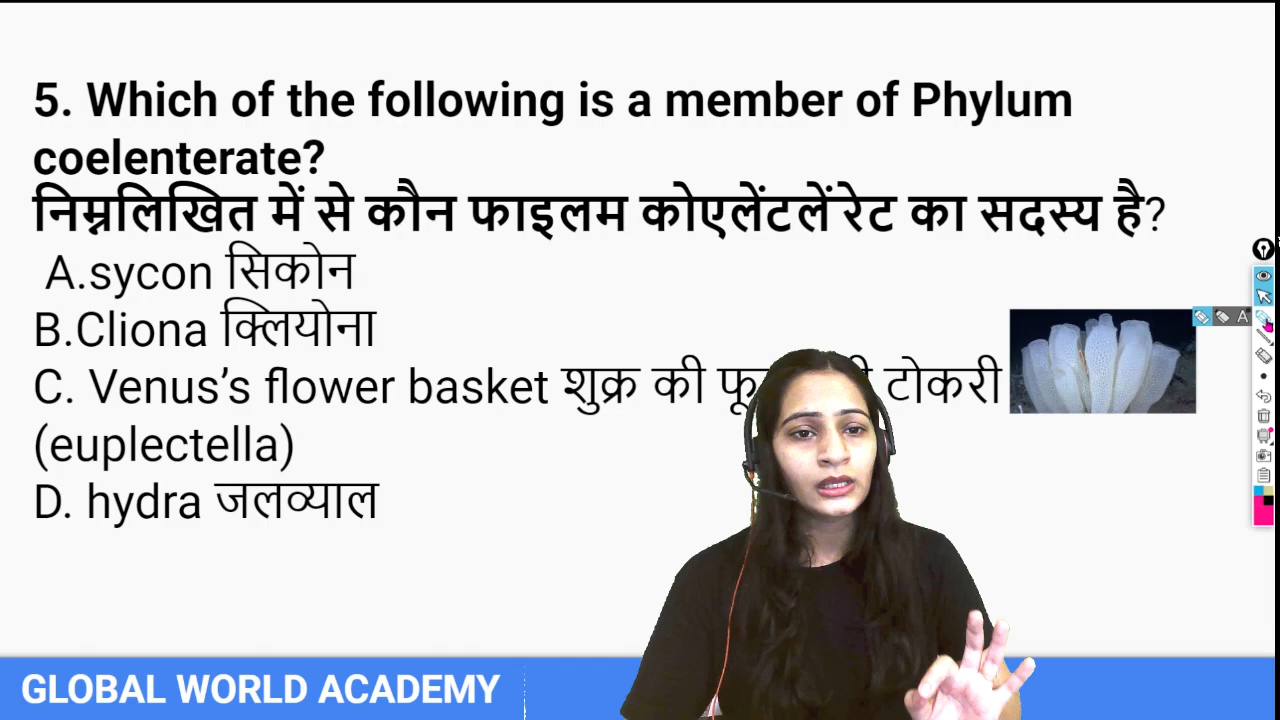 5. Which of the following is a member of Phylum
coelenterate?
निम्नलिखित में से कौन फाइलम कोएलेंटलेंरेट का सदस्य है?
A.sycon सिकोन
B.Cliona क्लियोना
C. Venus’s flower basket शुक्र की टोकरी
(euplectella)
D. hydra जलव्याल
A
GLOBAL WORLD ACADEMY